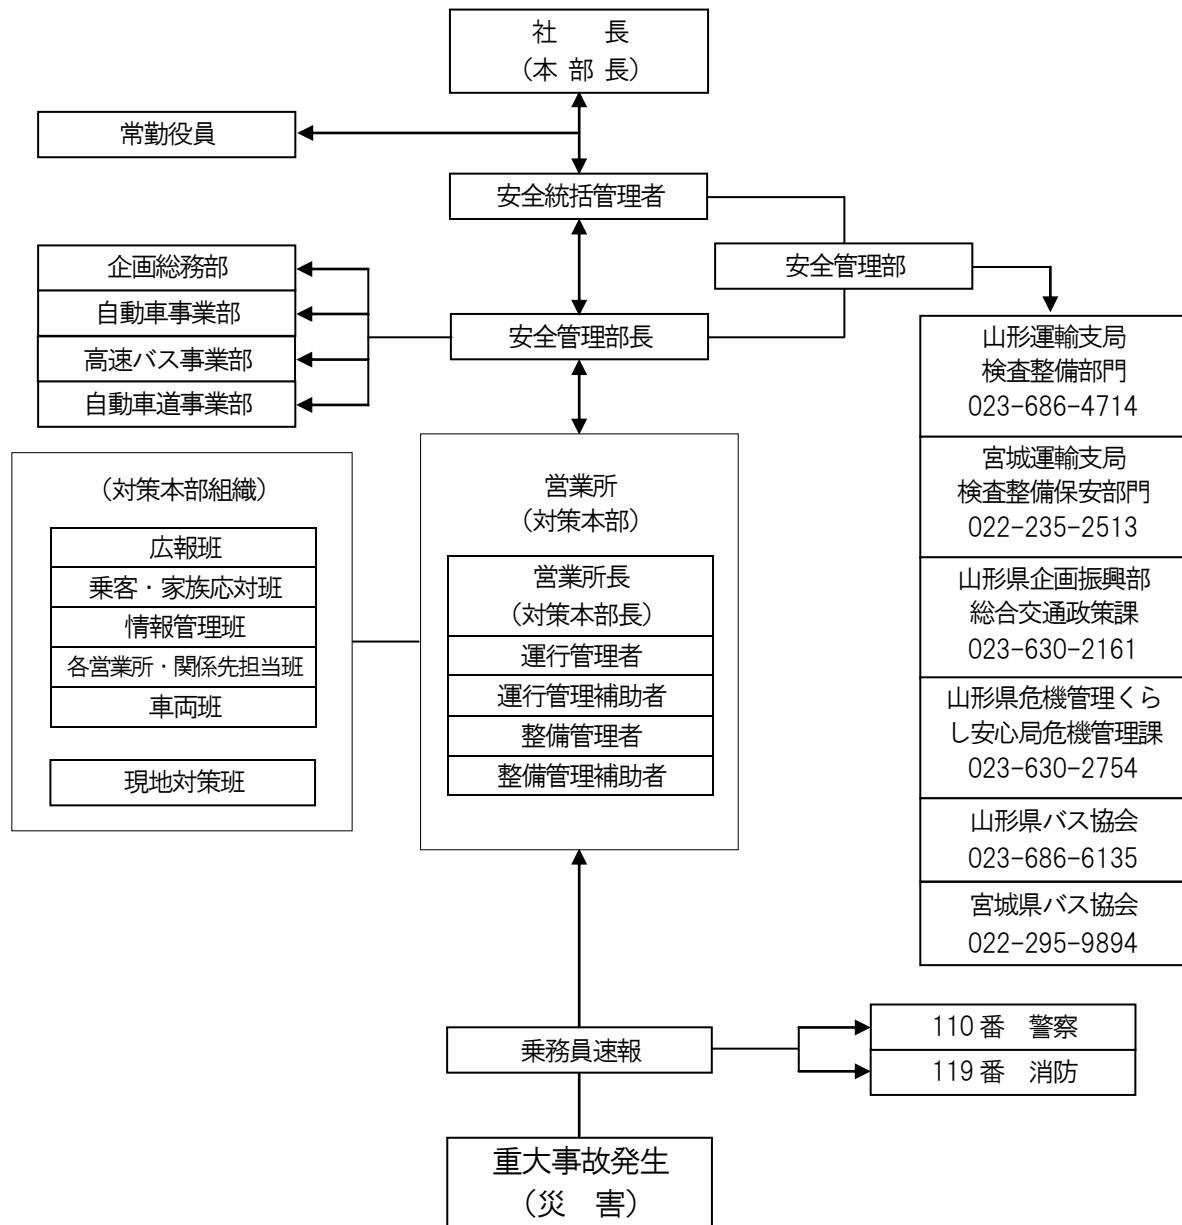 社　長
（本 部 長）
常勤役員
安全統括管理者
企画総務部
自動車事業部
高速バス事業部
自動車道事業部
安全管理部
安全管理部長
山形運輸支局
検査整備部門
023-686-4714
宮城運輸支局
検査整備保安部門
022-235-2513
山形県企画振興部
総合交通政策課
023-630-2161
山形県危機管理くら
し安心局危機管理課
023-630-2754
山形県バス協会
023-686-6135
宮城県バス協会
022-295-9894
（対策本部組織）
広報班
乗客・家族応対班
情報管理班
各営業所・関係先担当班
車両班
現地対策班
営業所
（対策本部）
営業所長
（対策本部長）
運行管理者
運行管理補助者
整備管理者
整備管理補助者
乗務員速報
110番　警察
119番　消防
重大事故発生
（災　害）